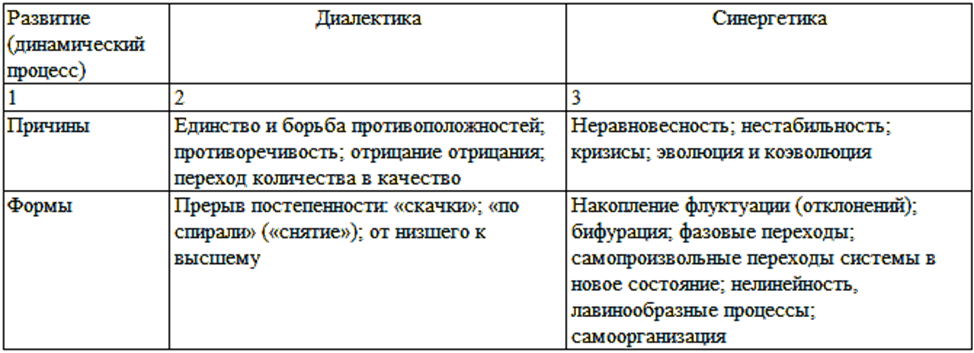 Развитие
(динамический
процесс)
Диалектика
Синергетика
1
2
3
Причины
Единство и борьба противоположностей;
противоречивость; отрицание отрицания;
переход количества в качество
Неравновесность; нестабильность;
кризисы; эволюция и коэволюция
Формы
Прерыв постепенности: «скачки»; «по
спирали» («снятие»); от низшего к
высшему
Накопление флуктуации (отклонений);
бифурация; фазовые переходы;
самопроизвольные переходы системы в
новое состояние; нелинейность,
лавинообразные процессы;
самоорганизация